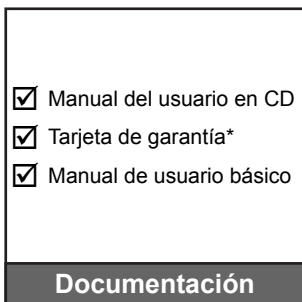 Manual del usuario en CD
Tarjeta de garantía*
Manual de usuario básico
Documentación